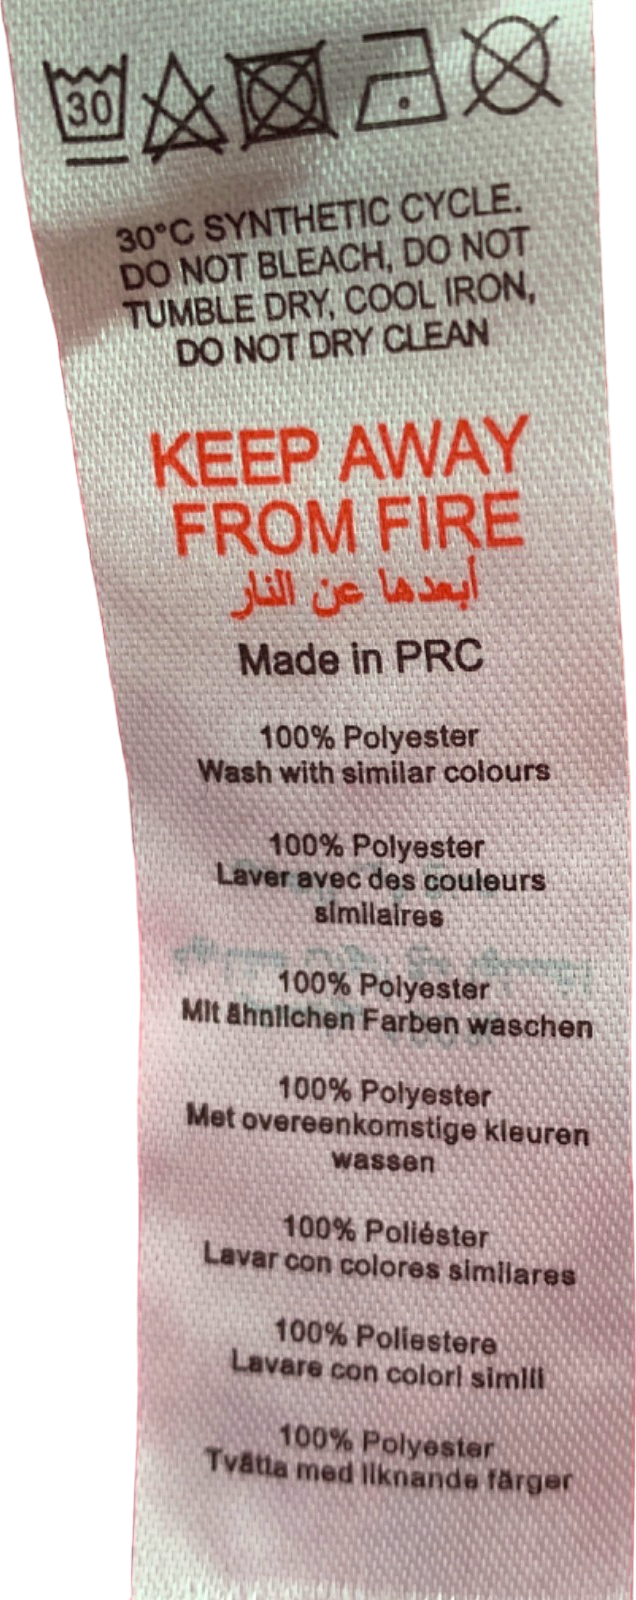 30
30°C SYNTHETIC CYCLE.
DO NOT BLEACH, DO NOT
TUMBLE DRY, COOL IRON,
DO NOT DRY CLEAN
KEEP AWAY
FROM FIRE
أبعدها عن النار
Made in PRC
100% Polyester
Wash with similar colours
100% Polyester
Laver avec des couleurs
similaires
100% Polyester
Mit ähnlichen Farben waschen
100% Polyester
Met overeenkomstige kleuren
wassen
100% Poliéster
Lavar con colores similares
100% Poliestere
Lavare con colori simili
100% Polyester
Tvätta med liknande färger